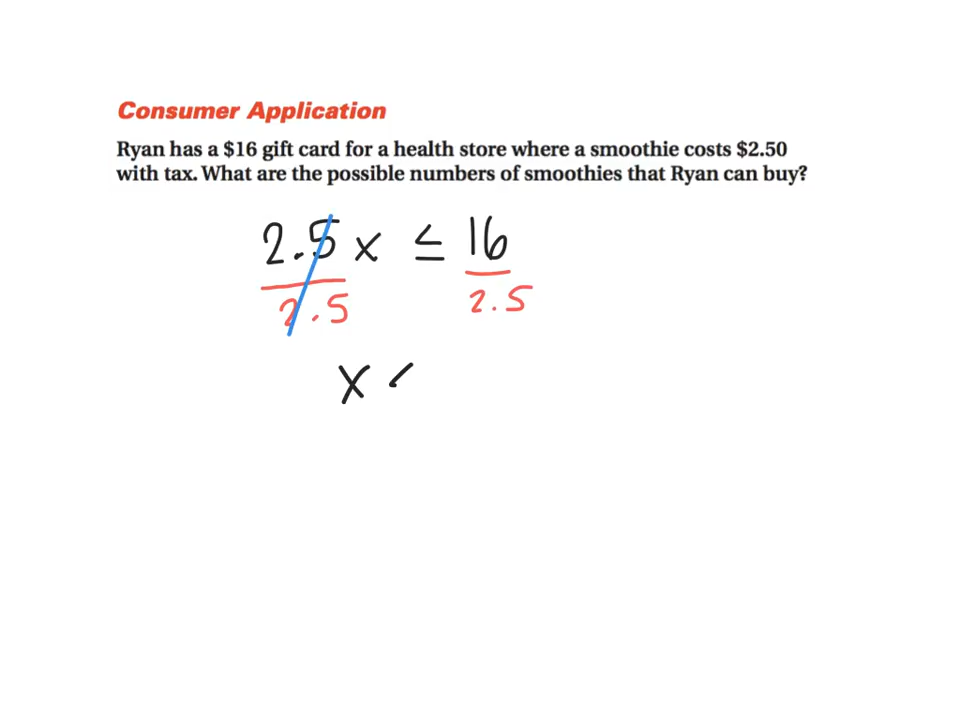 Consumer Application
Ryan has a $16 gift card for a health store where a smoothie costs $2.50
with tax. What are the possible numbers of smoothies that Ryan can buy?
2.5x ≤ 16
2.5 2.5
x <